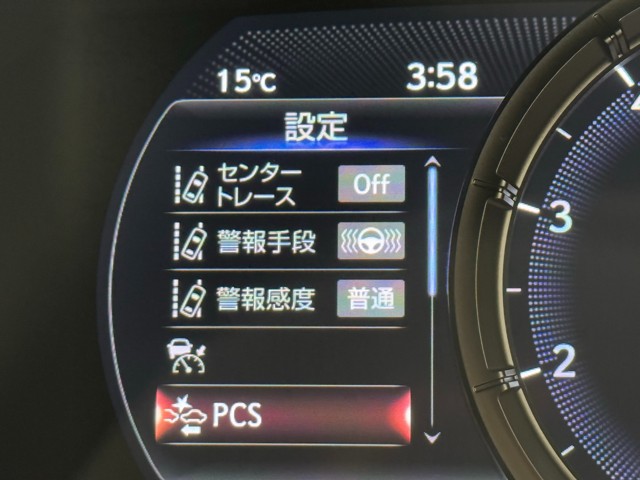 15℃ 3:58
設定
センター
トレース Off
警報手段
警報感度 普通
PCS
3
2